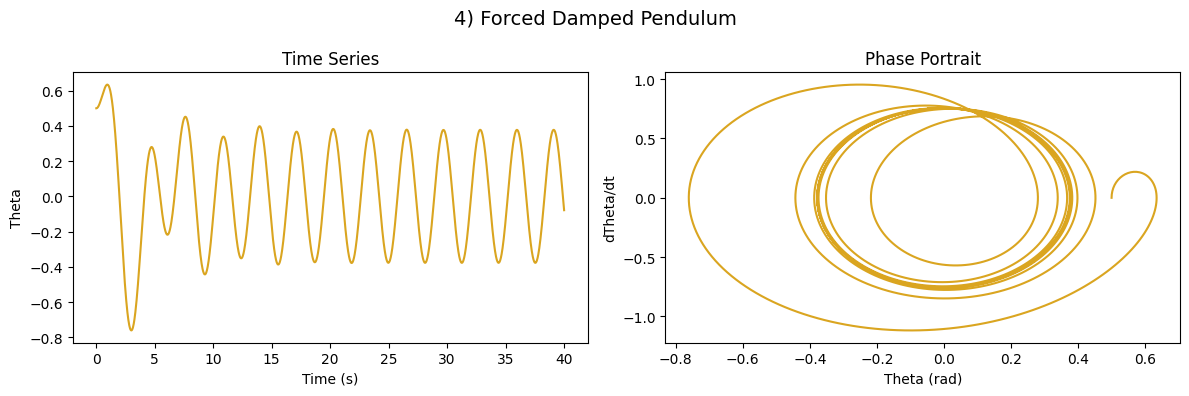 4) Forced Damped Pendulum
Time Series
Theta
0.6
0.4
0.2
0.0
−0.2
−0.4
−0.6
−0.8
0 5 10 15 20 25 30 35 40
Time (s)
Phase Portrait
dTheta/dt
1.0
0.5
0.0
−0.5
−1.0
−0.8 −0.6 −0.4 −0.2 0.0 0.2 0.4 0.6
Theta (rad)